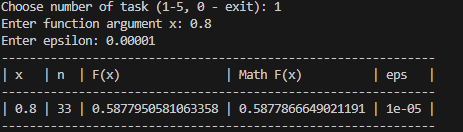 Choose number of task (1-5, 0 - exit): 1
Enter function argument x: 0.8
Enter epsilon: 0.00001
---------------------------------------------------------------
| x | n | F(x) | Math F(x) | eps |
---------------------------------------------------------------
| 0.8 | 33 | 0.5877950581063358 | 0.5877866649021191 | 1e-05 |
---------------------------------------------------------------